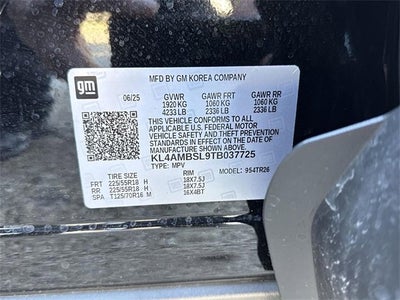 gm
MFD BY GM KOREA COMPANY
06/25 GVWR GAWR FRT GAWR RR
1920 KG 1060 KG 1060 KG
4233 LB 2336 LB 2336 LB
THIS VEHICLE CONFORMS TO ALL APPLICABLE
U.S. FEDERAL MOTOR
VEHICLE SAFETY AND THEFT PREVENTION
STANDARDS IN EFFECT ON THE DATE OF
MANUFACTURE SHOWN ABOVE.
KL4AMBSL9TB037725
TYPE: MPV MODEL: 954TR26
TIRE SIZE RIM
FRT 225/55R18 H 18X7.5J
RR 225/55R18 H 18X7.5J
SPA T125/70R16 M 16X4BT